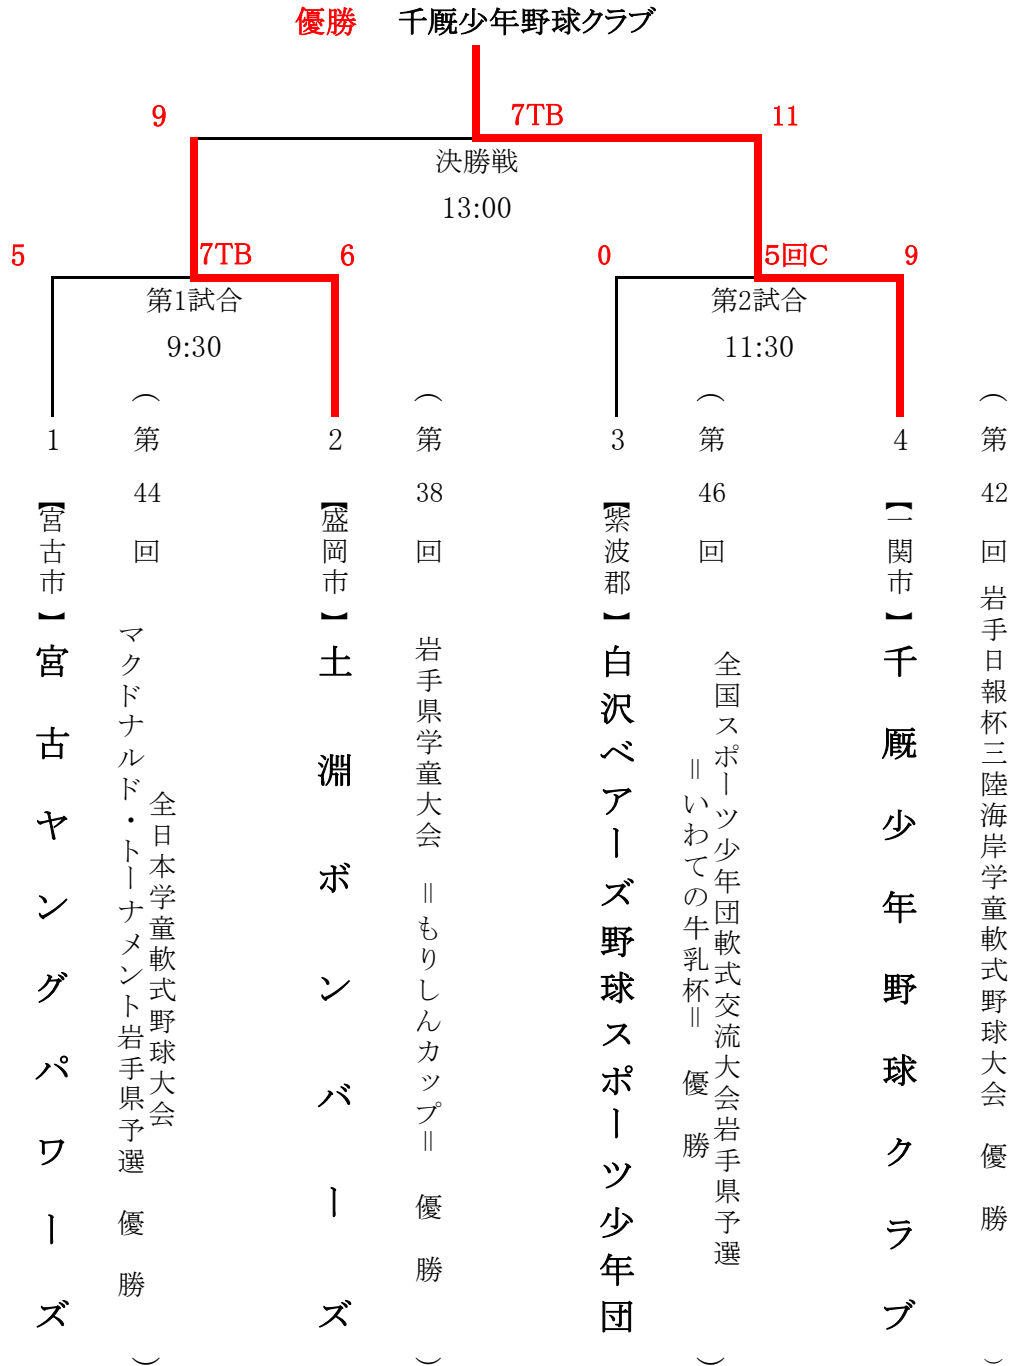 優勝　千厩少年野球クラブ
9　7TB　11
決勝戦
13:00
5　7TB　6
第1試合
9:30
0　5回C　9
第2試合
11:30
1
【宮古市】宮古ヤングパワーズ
（第44回
全日本学童軟式野球大会
マクドナルド・トーナメント岩手県予選　優勝）
2
【盛岡市】土淵ボンバーズ
（第38回　岩手県学童大会　＝もりしんカップ＝　優勝）
3
【紫波郡】白沢ベアーズ野球スポーツ少年団
（第46回
全国スポーツ少年団軟式交流大会岩手県予選
＝いわての牛乳杯＝　優勝）
4
【一関市】千厩少年野球クラブ
（第42回　岩手日報杯三陸海岸学童軟式野球大会　優勝）